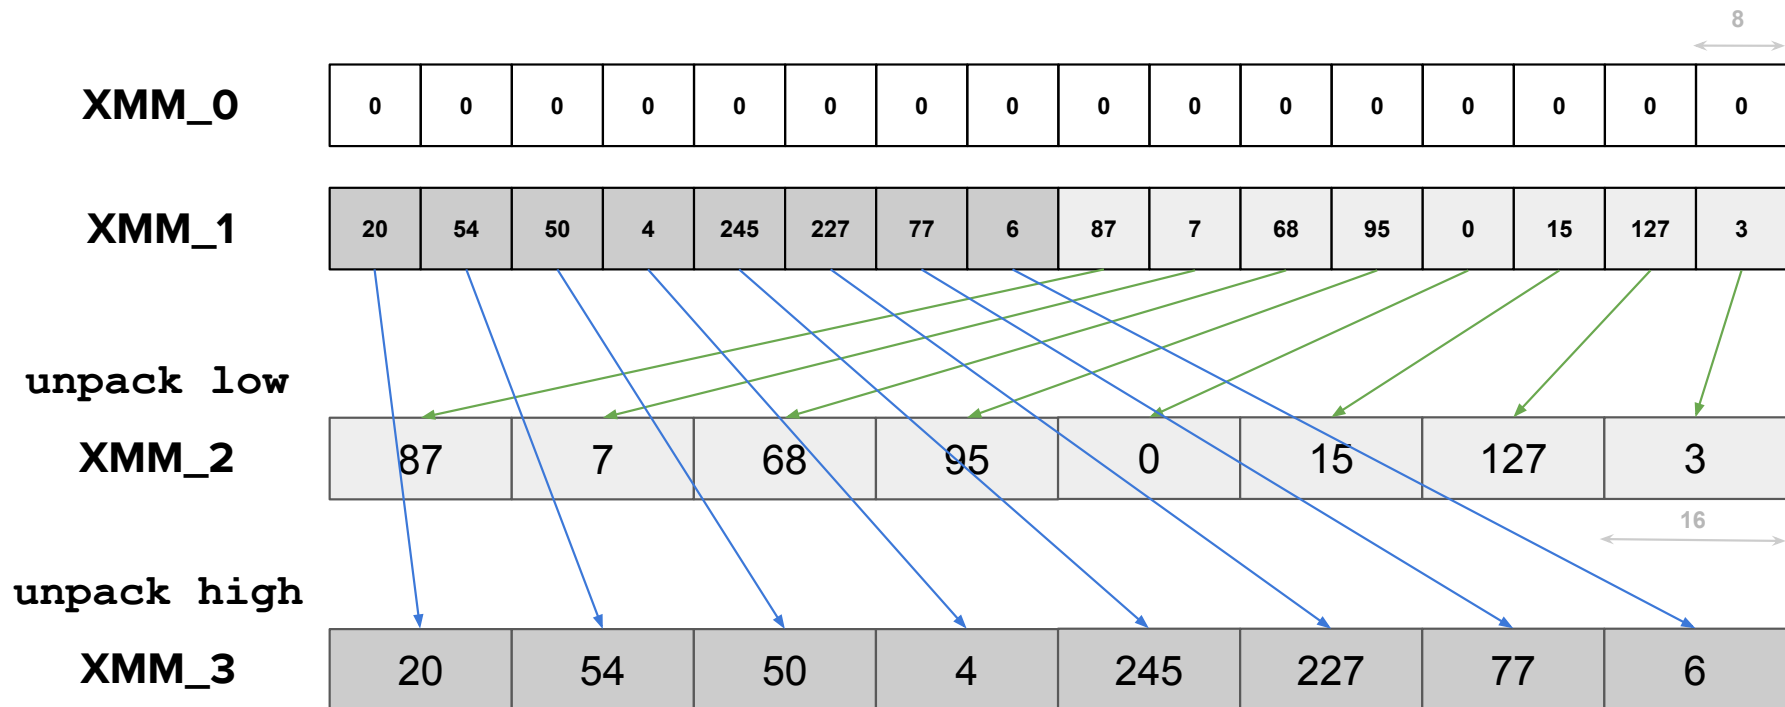 8
XMM_0 0 0 0 0 0 0 0 0 0 0 0 0 0 0 0 0
XMM_1 20 54 50 4 245 227 77 6 87 7 68 95 0 15 127 3
unpack low
XMM_2 87 7 68 95 0 15 127 3
16
unpack high
XMM_3 20 54 50 4 245 227 77 6